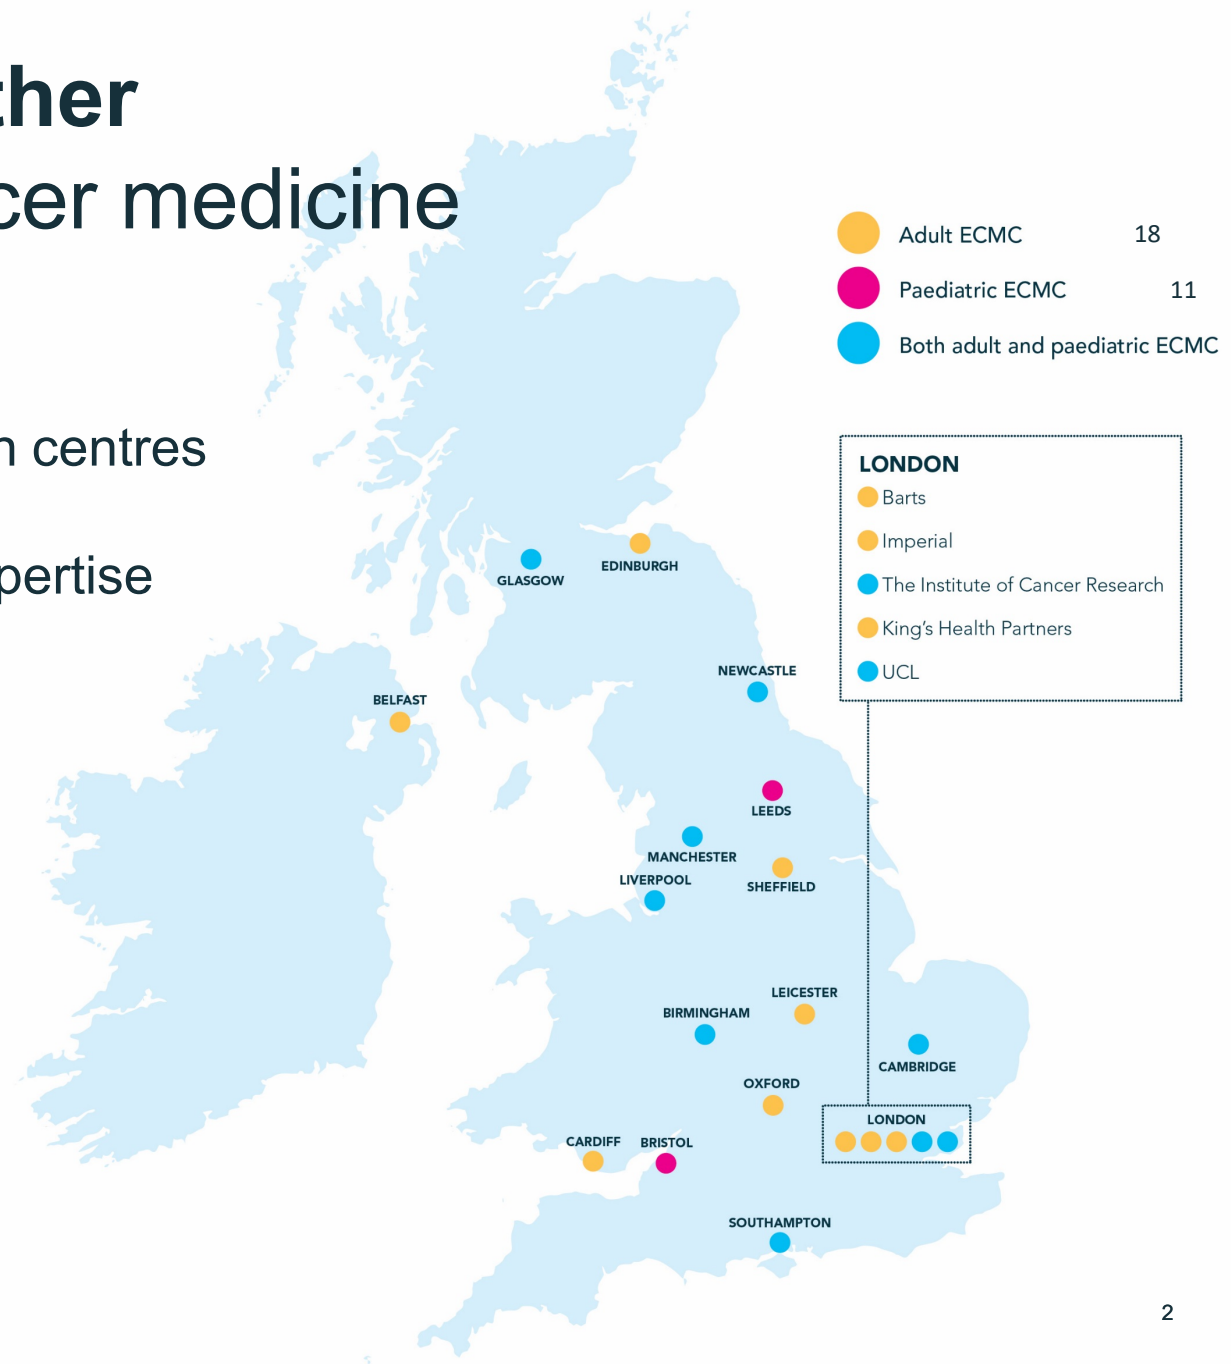 ther
cer medicine
n centres
pertise
Adult ECMC 18
Paediatric ECMC 11
Both adult and paediatric ECMC
LONDON
Barts
Imperial
The Institute of Cancer Research
King's Health Partners
UCL
GLASGOW
EDINBURGH
NEWCASTLE
BELFAST
LEEDS
MANCHESTER
LIVERPOOL
SHEFFIELD
LEICESTER
BIRMINGHAM
CAMBRIDGE
OXFORD
LONDON
CARDIFF
BRISTOL
SOUTHAMPTON
2